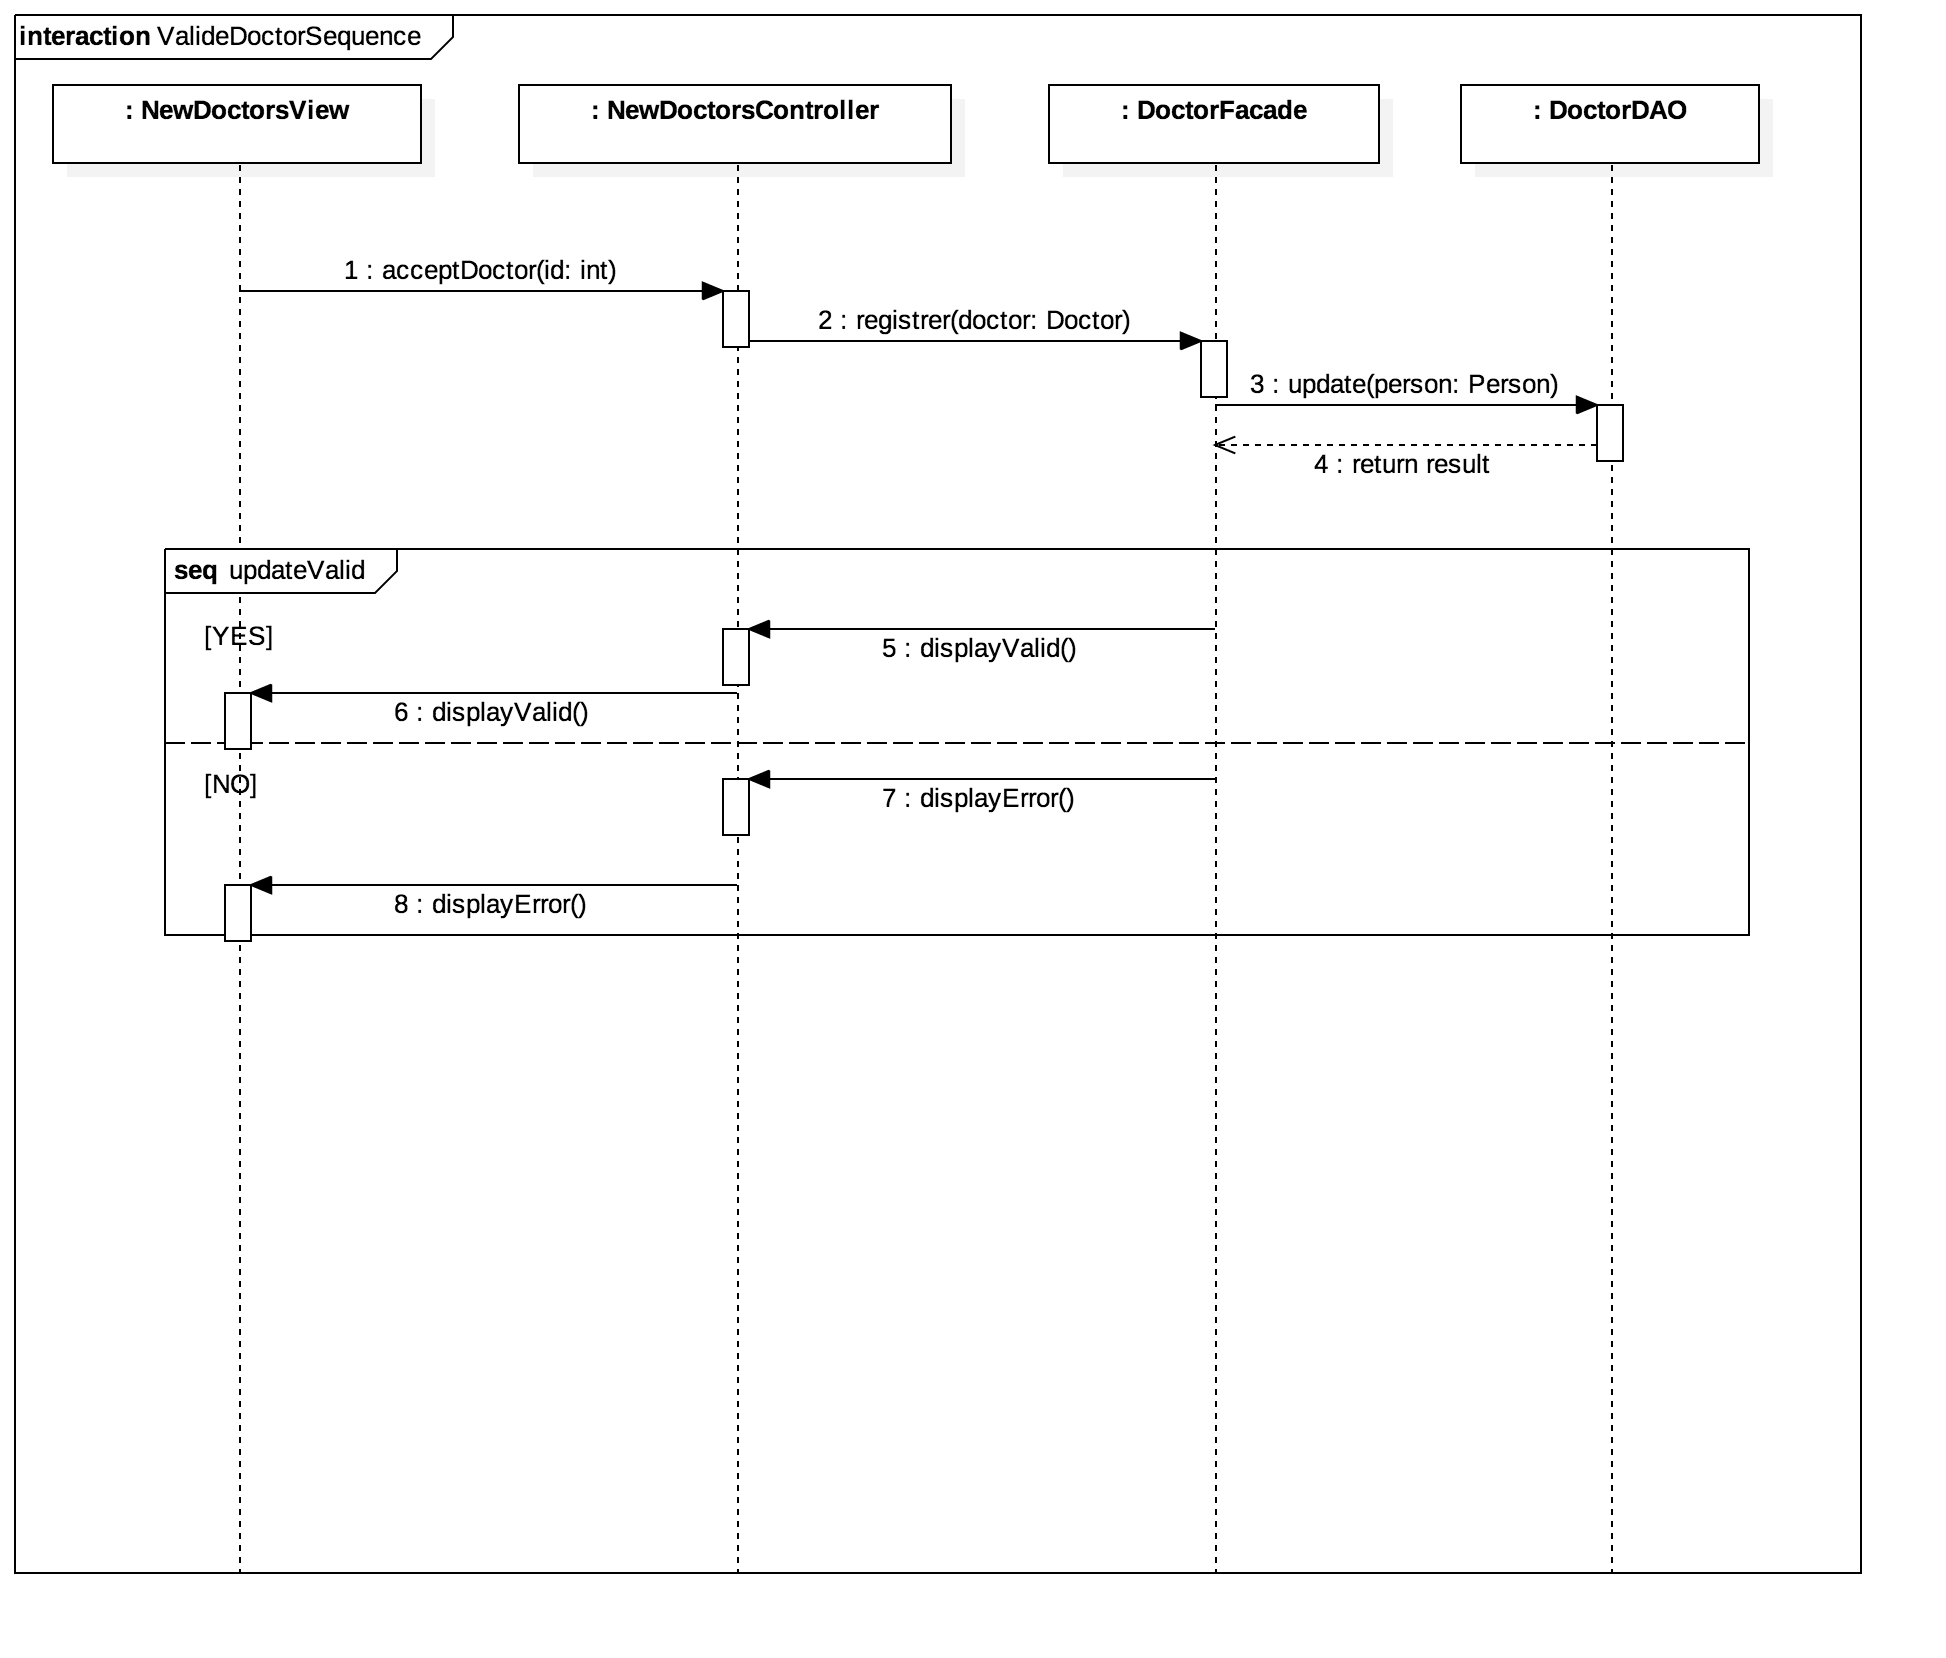 interaction ValideDoctorSequence
: NewDoctorsView
: NewDoctorsController
: DoctorFacade
: DoctorDAO
1 : acceptDoctor(id: int)
2 : registrer(doctor: Doctor)
3 : update(person: Person)
4 : return result
seq updateValid
[YES]
5 : displayValid()
6 : displayValid()
[NO]
7 : displayError()
8 : displayError()